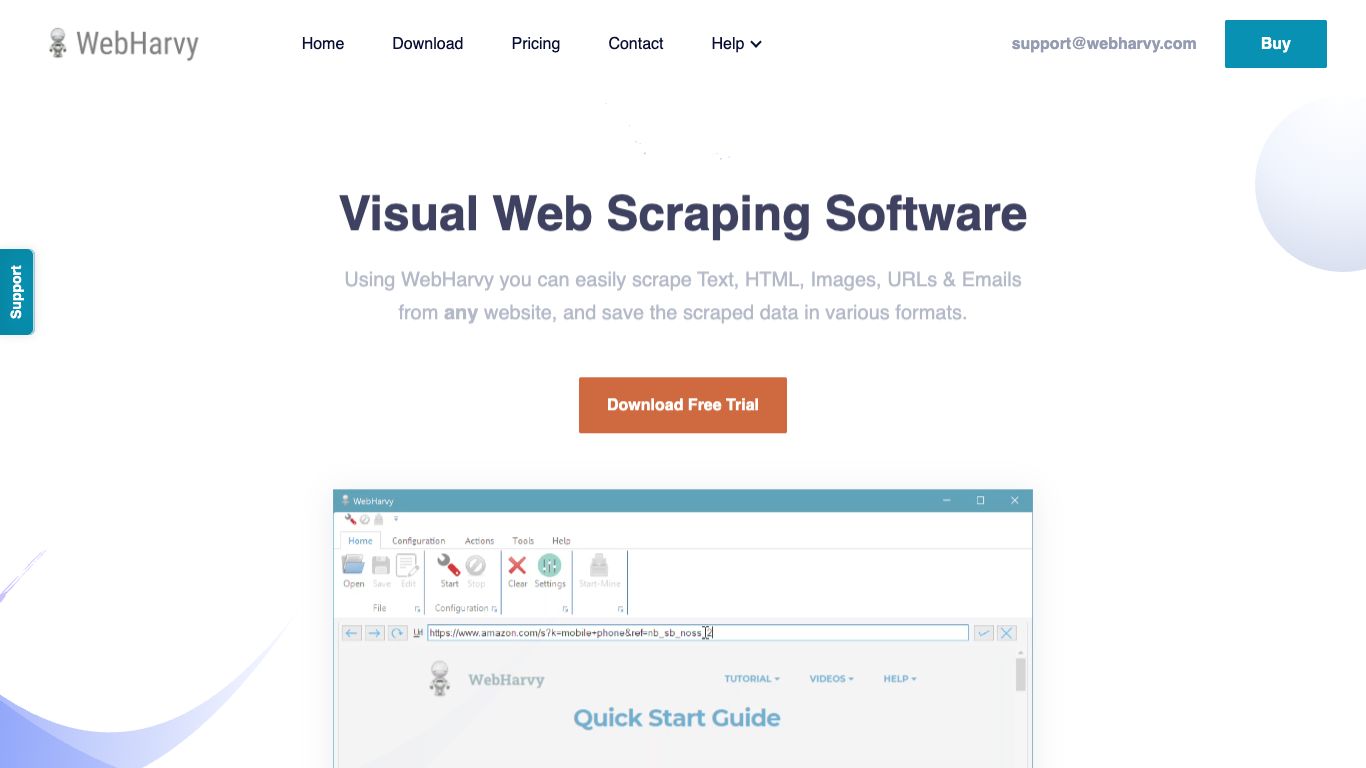 WebHarvy
Home
Download
Pricing
Contact
Help
support@webharvy.com
Buy
Visual Web Scraping Software
Using WebHarvy you can easily scrape Text, HTML, Images, URLs & Emails
from any website, and save the scraped data in various formats.
Support
Download Free Trial
WebHarvy
Home Configuration Actions Tools Help
Open Save Edit Start Stop Clear Settings Start-Mine
File Configuration
https://www.amazon.com/s?k=mobile+phone&ref=nb_sb_noss_2
WebHarvy
TUTORIAL
VIDEOS
HELP
Quick Start Guide